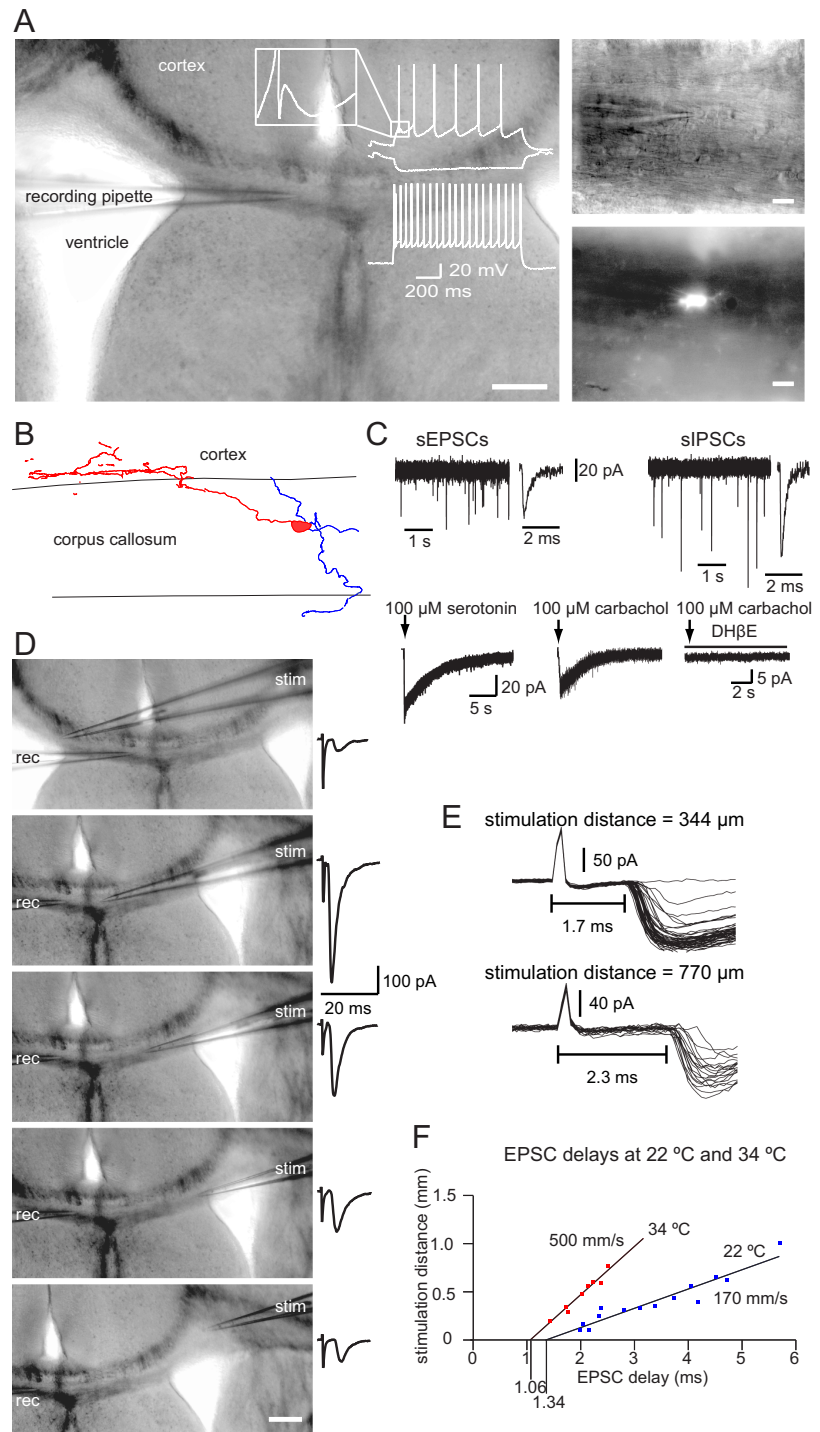 A
cortex
recording pipette
ventricle
20 mV
200 ms
B
cortex
corpus callosum
C
sEPSCs
sIPSCs
20 pA
1 s
2 ms
1 s
2 ms
100 µM serotonin
100 µM carbachol
100 µM carbachol
DHβE
20 pA
5 s
5 pA
2 s
D
stim
rec
stim
rec
100 pA
20 ms
stim
rec
stim
rec
stim
rec
E
stimulation distance = 344 µm
50 pA
1.7 ms
stimulation distance = 770 µm
40 pA
2.3 ms
F
EPSC delays at 22 ºC and 34 ºC
stimulation distance (mm)
1.5
1.0
0.5
0
500 mm/s
34 ºC
22 ºC
170 mm/s
0
1
2
3
4
5
6
1.06
1.34
EPSC delay (ms)